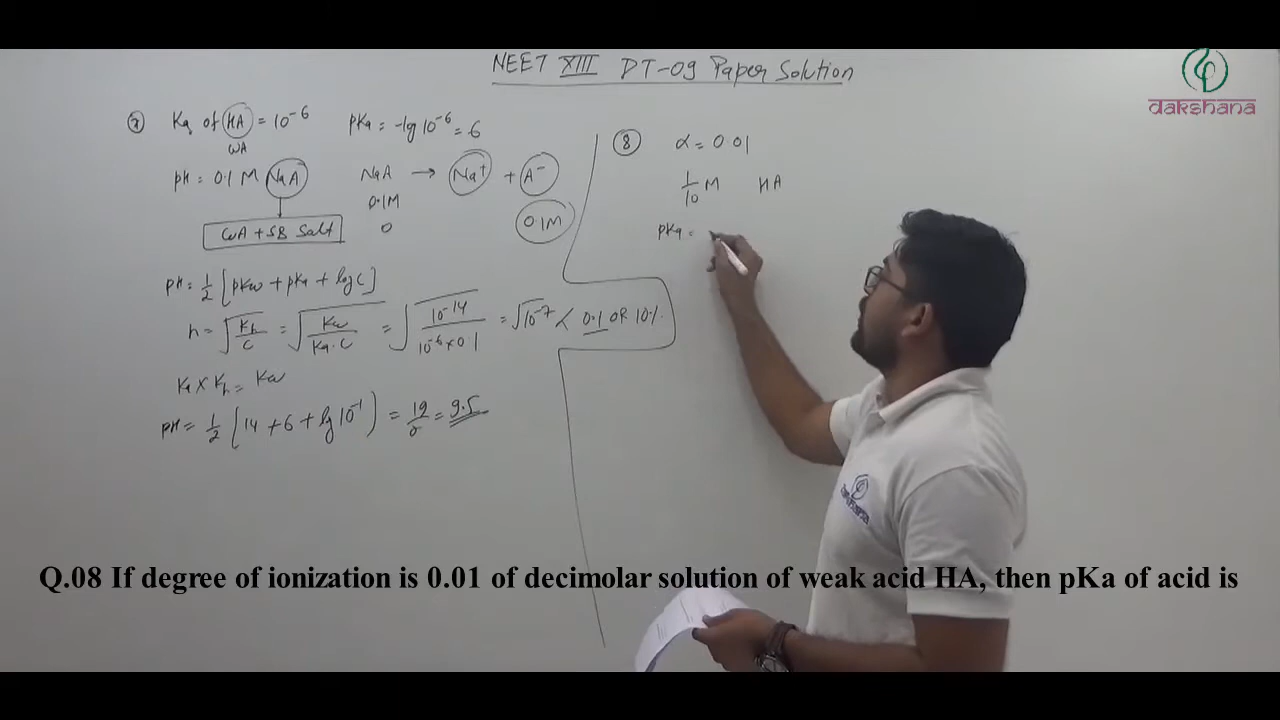 NEET XIII DT-09 Paper Solution
dakshana
⑦ Ka of HA = 10⁻⁶ pKa = -log 10⁻⁶ = 6
WA
pH = 0.1 M NaA NaA → Na⁺ + A⁻
0.1M
WA + SB Salt 0 0.1M
pH = 1/2 [pKw + pKa + log C]
h = √(Kh/C) = √(Kw/Ka·C) = √(10⁻¹⁴/10⁻⁶×0.1) = √10⁻⁷ < 0.1 OR 10%.
Ka × Kh = Kw
pH = 1/2 [14 + 6 + log 10⁻¹] = 19/2 = 9.5
⑧ α = 0.01
1/10 M HA
pKa =
dakshana
Q.08 If degree of ionization is 0.01 of decimolar solution of weak acid HA, then pKa of acid is